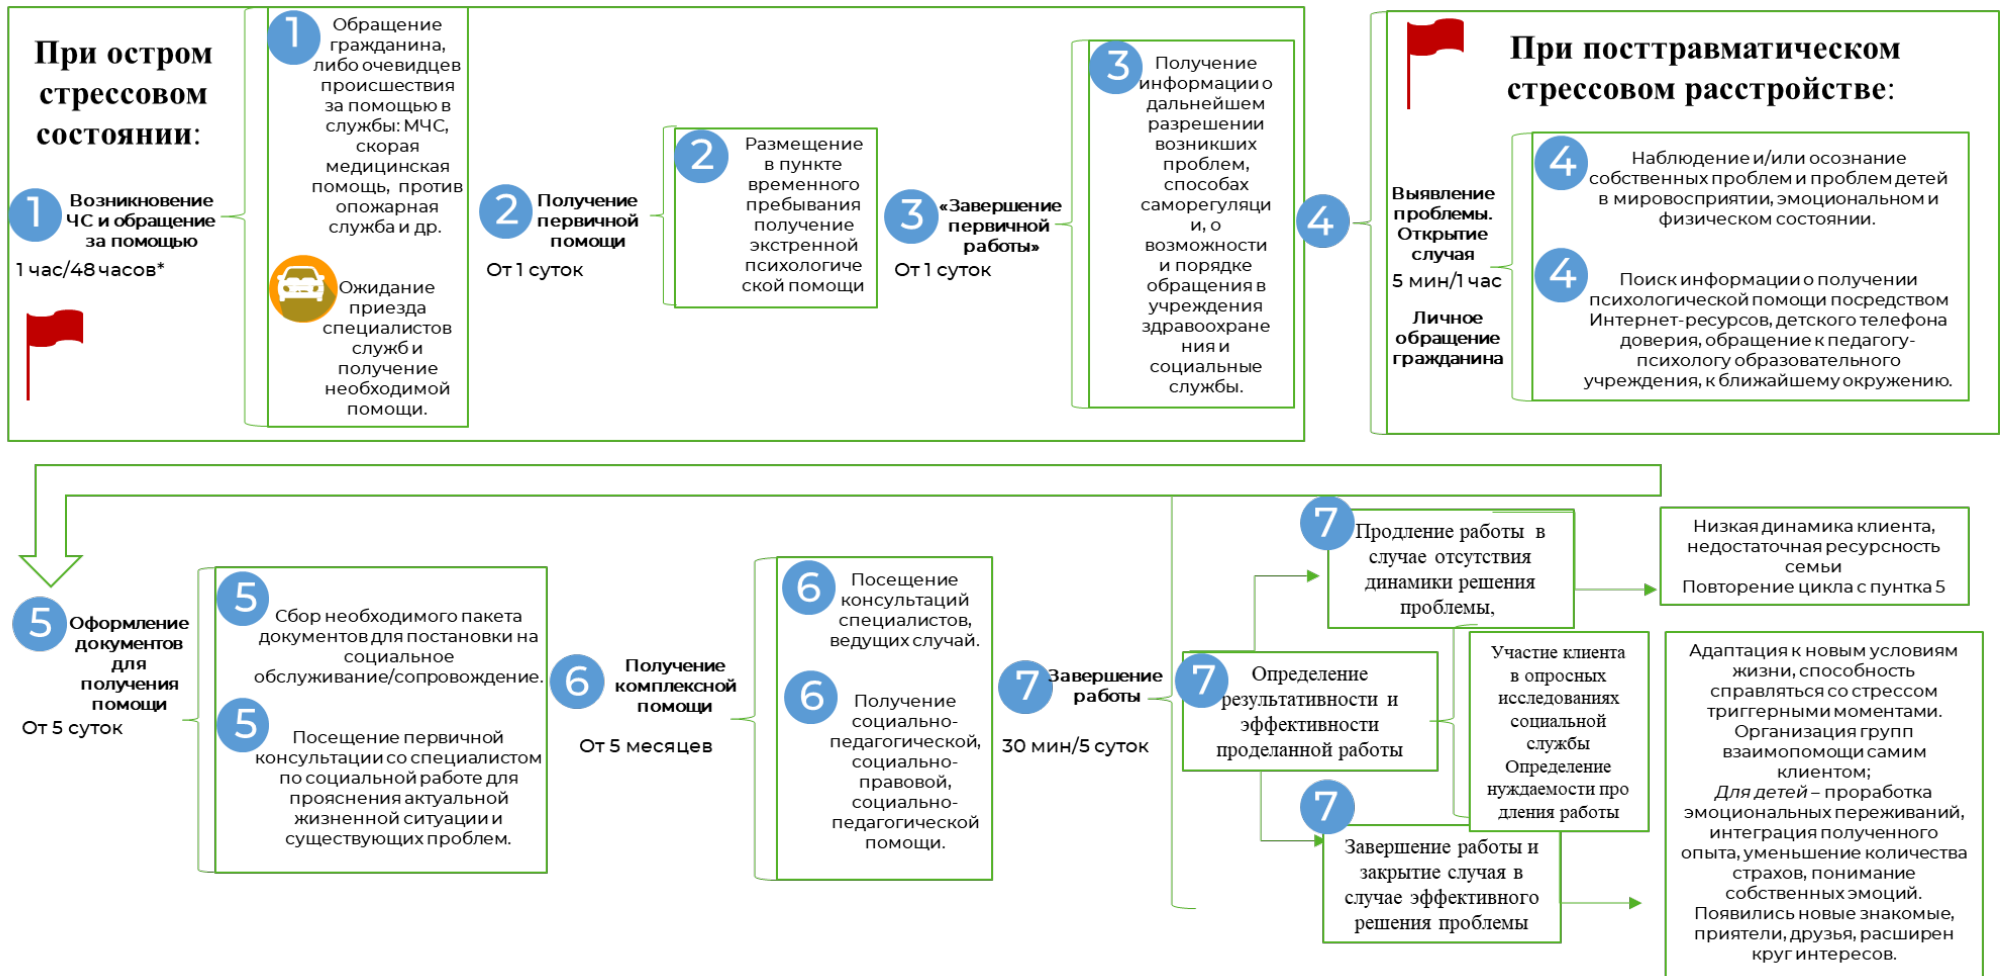 При остром
стрессовом
состоянии:
1
Возникновение
ЧС и обращение
за помощью
1 час/48 часов*
1
Обращение
гражданина,
либо очевидцев
происшествия
за помощью в
службы: МЧС,
скорая
медицинская
помощь, против
опожарная
служба и др.
Ожидание
приезда
специалистов
служб и
получение
необходимой
помощи.
2
Получение
первичной
помощи
От 1 суток
2
Размещение
в пункте
временного
пребывания
получение
экстренной
психологиче
ской помощи
3
«Завершение
первичной
работы»
От 1 суток
3
Получение
информации о
дальнейшем
разрешении
возникших
проблем,
способах
саморегуляци
и, о
возможности
и порядке
обращения в
учреждения
здравоохране
ния и
социальные
службы.
При посттравматическом
стрессовом расстройстве:
4
Выявление
проблемы.
Открытие
случая
5 мин/1 час
Личное
обращение
гражданина
4
Наблюдение и/или осознание
собственных проблем и проблем детей
в мировосприятии, эмоциональном и
физическом состоянии.
4
Поиск информации о получении
психологической помощи посредством
Интернет-ресурсов, детского телефона
доверия, обращение к педагогу-
психологу образовательного
учреждения, к ближайшему окружению.
5
Оформление
документов
для
получения
помощи
От 5 суток
5
Сбор необходимого пакета
документов для постановки на
социальное
обслуживание/сопровождение.
5
Посещение первичной
консультации со специалистом
по социальной работе для
прояснения актуальной
жизненной ситуации и
существующих проблем.
6
Получение
комплексной
помощи
От 5 месяцев
6
Посещение
консультаций
специалистов,
ведущих случай.
6
Получение
социально-
педагогической,
социально-
правовой,
социально-
педагогической
помощи.
7
Завершение
работы
30 мин/5 суток
7
Продление работы в
случае отсутствия
динамики решения
проблемы,
Низкая динамика клиента,
недостаточная ресурсность
семьи
Повторение цикла с пунтка 5
7
Определение
результативности и
эффективности
проделанной работы
Участие клиента
в опросных
исследованиях
социальной
службы
Определение
нуждаемости про
дления работы
7
Завершение работы и
закрытие случая в
случае эффективного
решения проблемы
Адаптация к новым условиям
жизни, способность
справляться со стрессом
триггерными моментами.
Организация групп
взаимопомощи самим
клиентом;
Для детей – проработка
эмоциональных переживаний,
интеграция полученного
опыта, уменьшение количества
страхов, понимание
собственных эмоций.
Появились новые знакомые,
приятели, друзья, расширен
круг интересов.